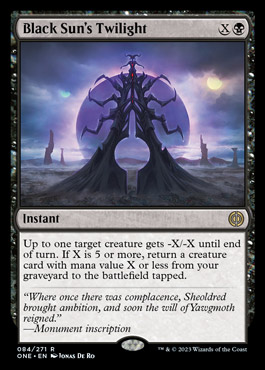 Black Sun's Twilight X
Instant
Up to one target creature gets -X/-X until end
of turn. If X is 5 or more, return a creature
card with mana value X or less from your
graveyard to the battlefield tapped.
“Where once there was complacence, Sheoldred
brought ambition, and soon the will of Yawgmoth
reigned.”
—Monument inscription
084/271 R
ONE • EN Jonas De Ro
™ & © 2023 Wizards of the Coast